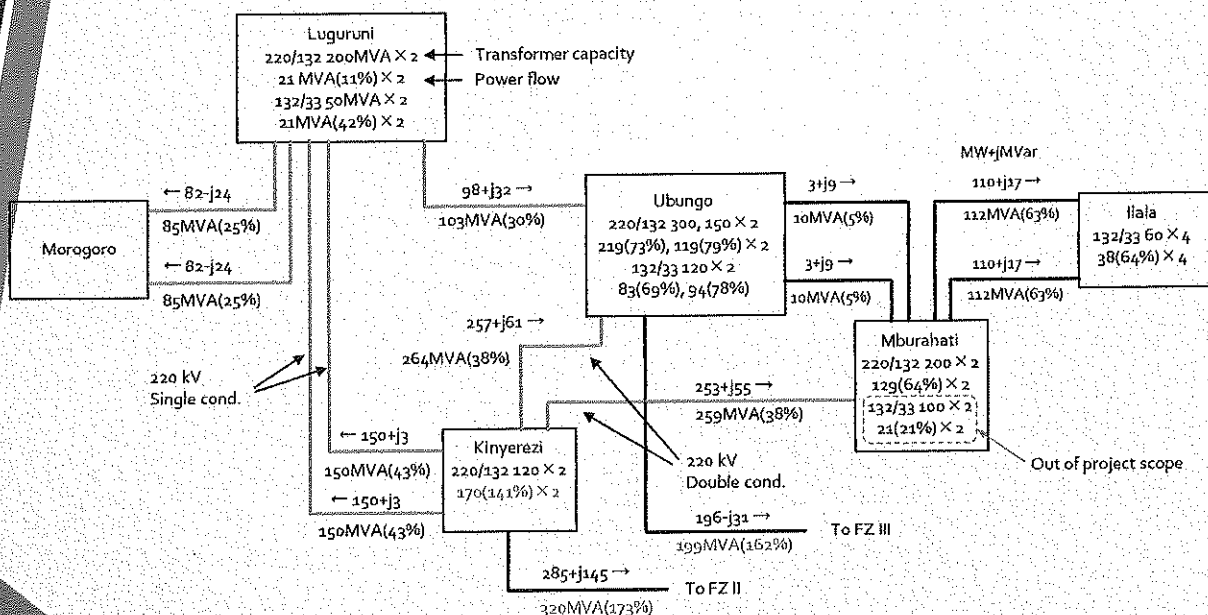 Luguruni
220/132 200MVA × 2
21 MVA(11%) × 2
132/33 50MVA × 2
21MVA(42%) × 2
Transformer capacity
Power flow
MW+jMVar
← 82-j24
85MVA(25%)
Morogoro
← 82-j24
85MVA(25%)
98+j32 →
103MVA(30%)
Ubungo
220/132 300, 150 × 2
219(73%), 119(79%) × 2
132/33 120 × 2
83(69%), 94(78%)
3+j9 →
10MVA(5%)
3+j9 →
10MVA(5%)
110+j17 →
112MVA(63%)
110+j17 →
112MVA(63%)
Ilala
132/33 60 × 4
38(64%) × 4
257+j61 →
264MVA(38%)
220 kV
Single cond.
Mburahati
220/132 200 × 2
129(64%) × 2
132/33 100 × 2
21(21%) × 2
253+j55 →
259MVA(38%)
Out of project scope
← 150+j3
150MVA(43%)
← 150+j3
150MVA(43%)
Kinyerezi
220/132 120 × 2
170(141%) × 2
220 kV
Double cond.
196-j31 →
199MVA(162%)
To FZ III
285+j145 →
320MVA(173%)
To FZ II